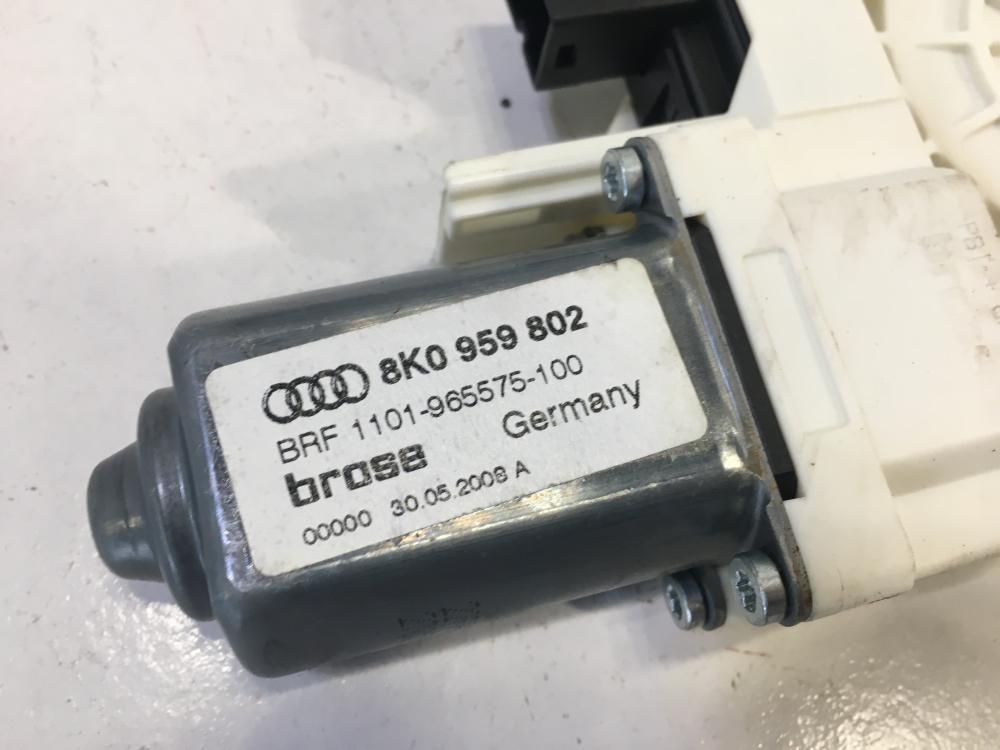 8K0 959 802
BRF 1101-965575-100
brose Germany
00000 30.05.2008 A